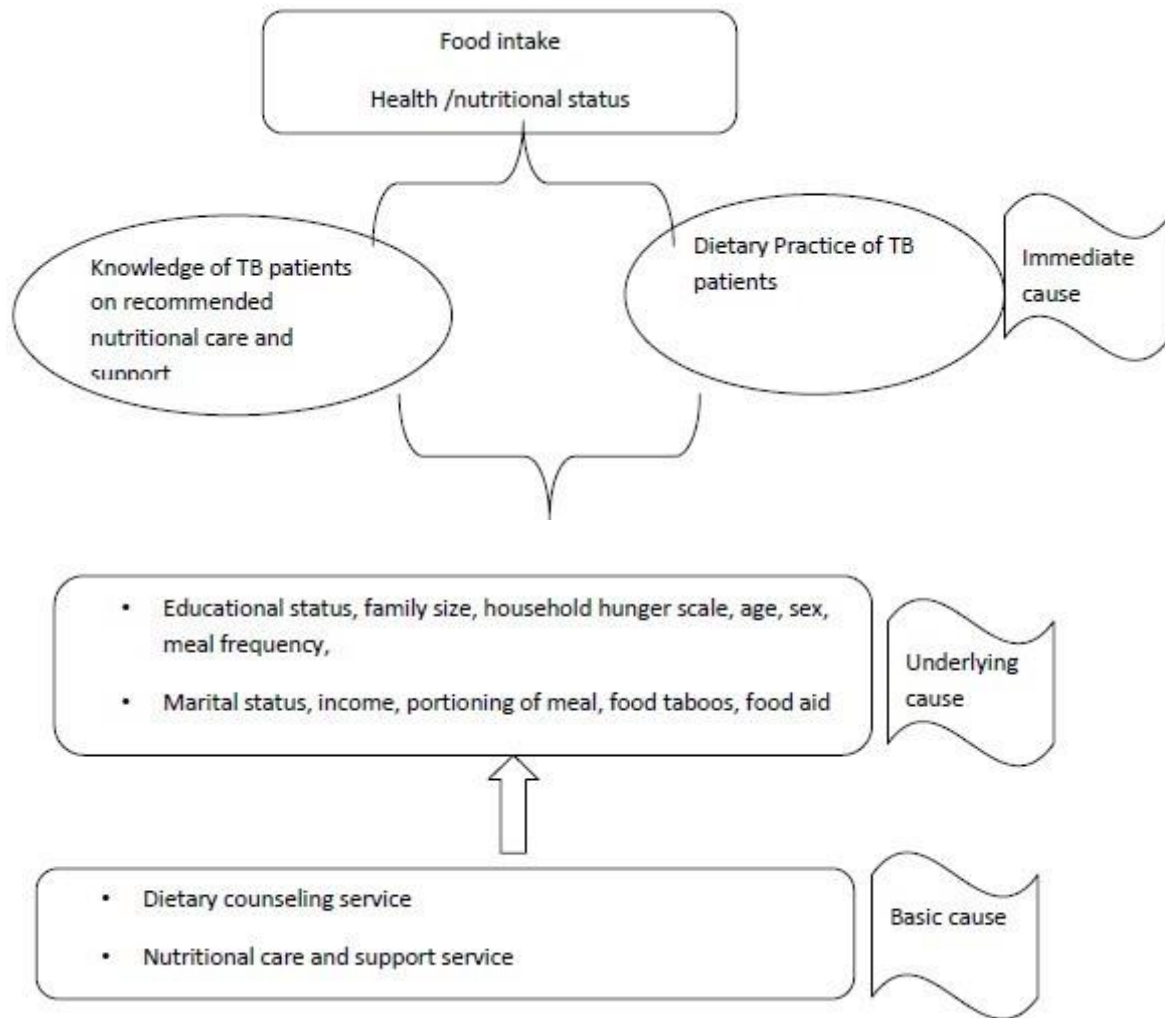 Food intake
Health /nutritional status
Knowledge of TB patients
on recommended
nutritional care and
support
Dietary Practice of TB
patients
Immediate
cause
• Educational status, family size, household hunger scale, age, sex,
meal frequency,
• Marital status, income, portioning of meal, food taboos, food aid
Underlying
cause
• Dietary counseling service
• Nutritional care and support service
Basic cause